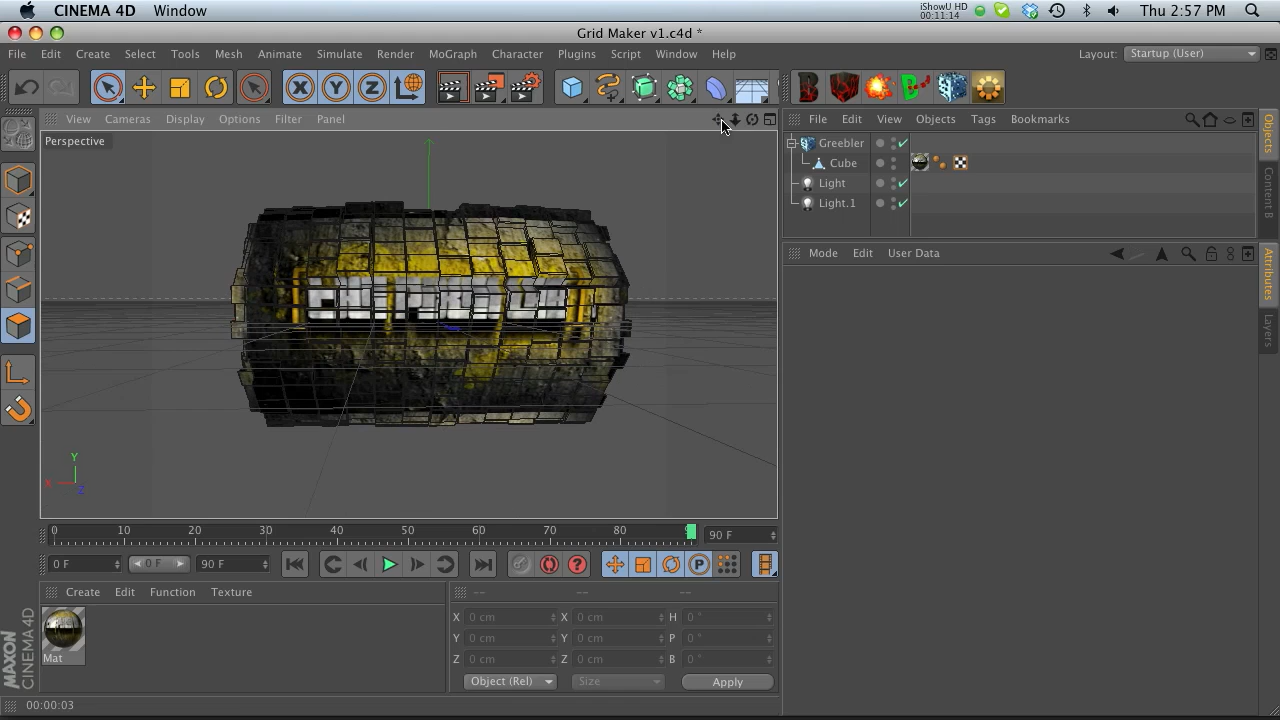 CINEMA 4D Window
iShowU HD
00:11:14
Thu 2:57 PM
Grid Maker v1.c4d *
File Edit Create Select Tools Mesh Animate Simulate Render MoGraph Character Plugins Script Window Help
Layout: Startup (User)
View Cameras Display Options Filter Panel
File Edit View Objects Tags Bookmarks
Perspective
Greebler
Cube
Light
Light.1
Objects
Content B
Mode Edit User Data
Attributes
Layers
Y
X
Z
0 10 20 30 40 50 60 70 80
90 F
0 F 0 F 90 F
Create Edit Function Texture
-- -- --
Mat
X 0 cm X 0 cm H 0 °
Y 0 cm Y 0 cm P 0 °
Z 0 cm Z 0 cm B 0 °
Object (Rel) Size Apply
MAXON
CINEMA 4D
00:00:03